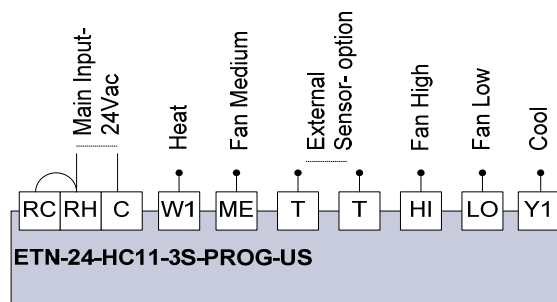 Main Input-
24Vac
Heat
Fan Medium
External
Sensor- option
Fan High
Fan Low
Cool
RC RH C W1 ME T T HI LO Y1
ETN-24-HC11-3S-PROG-US